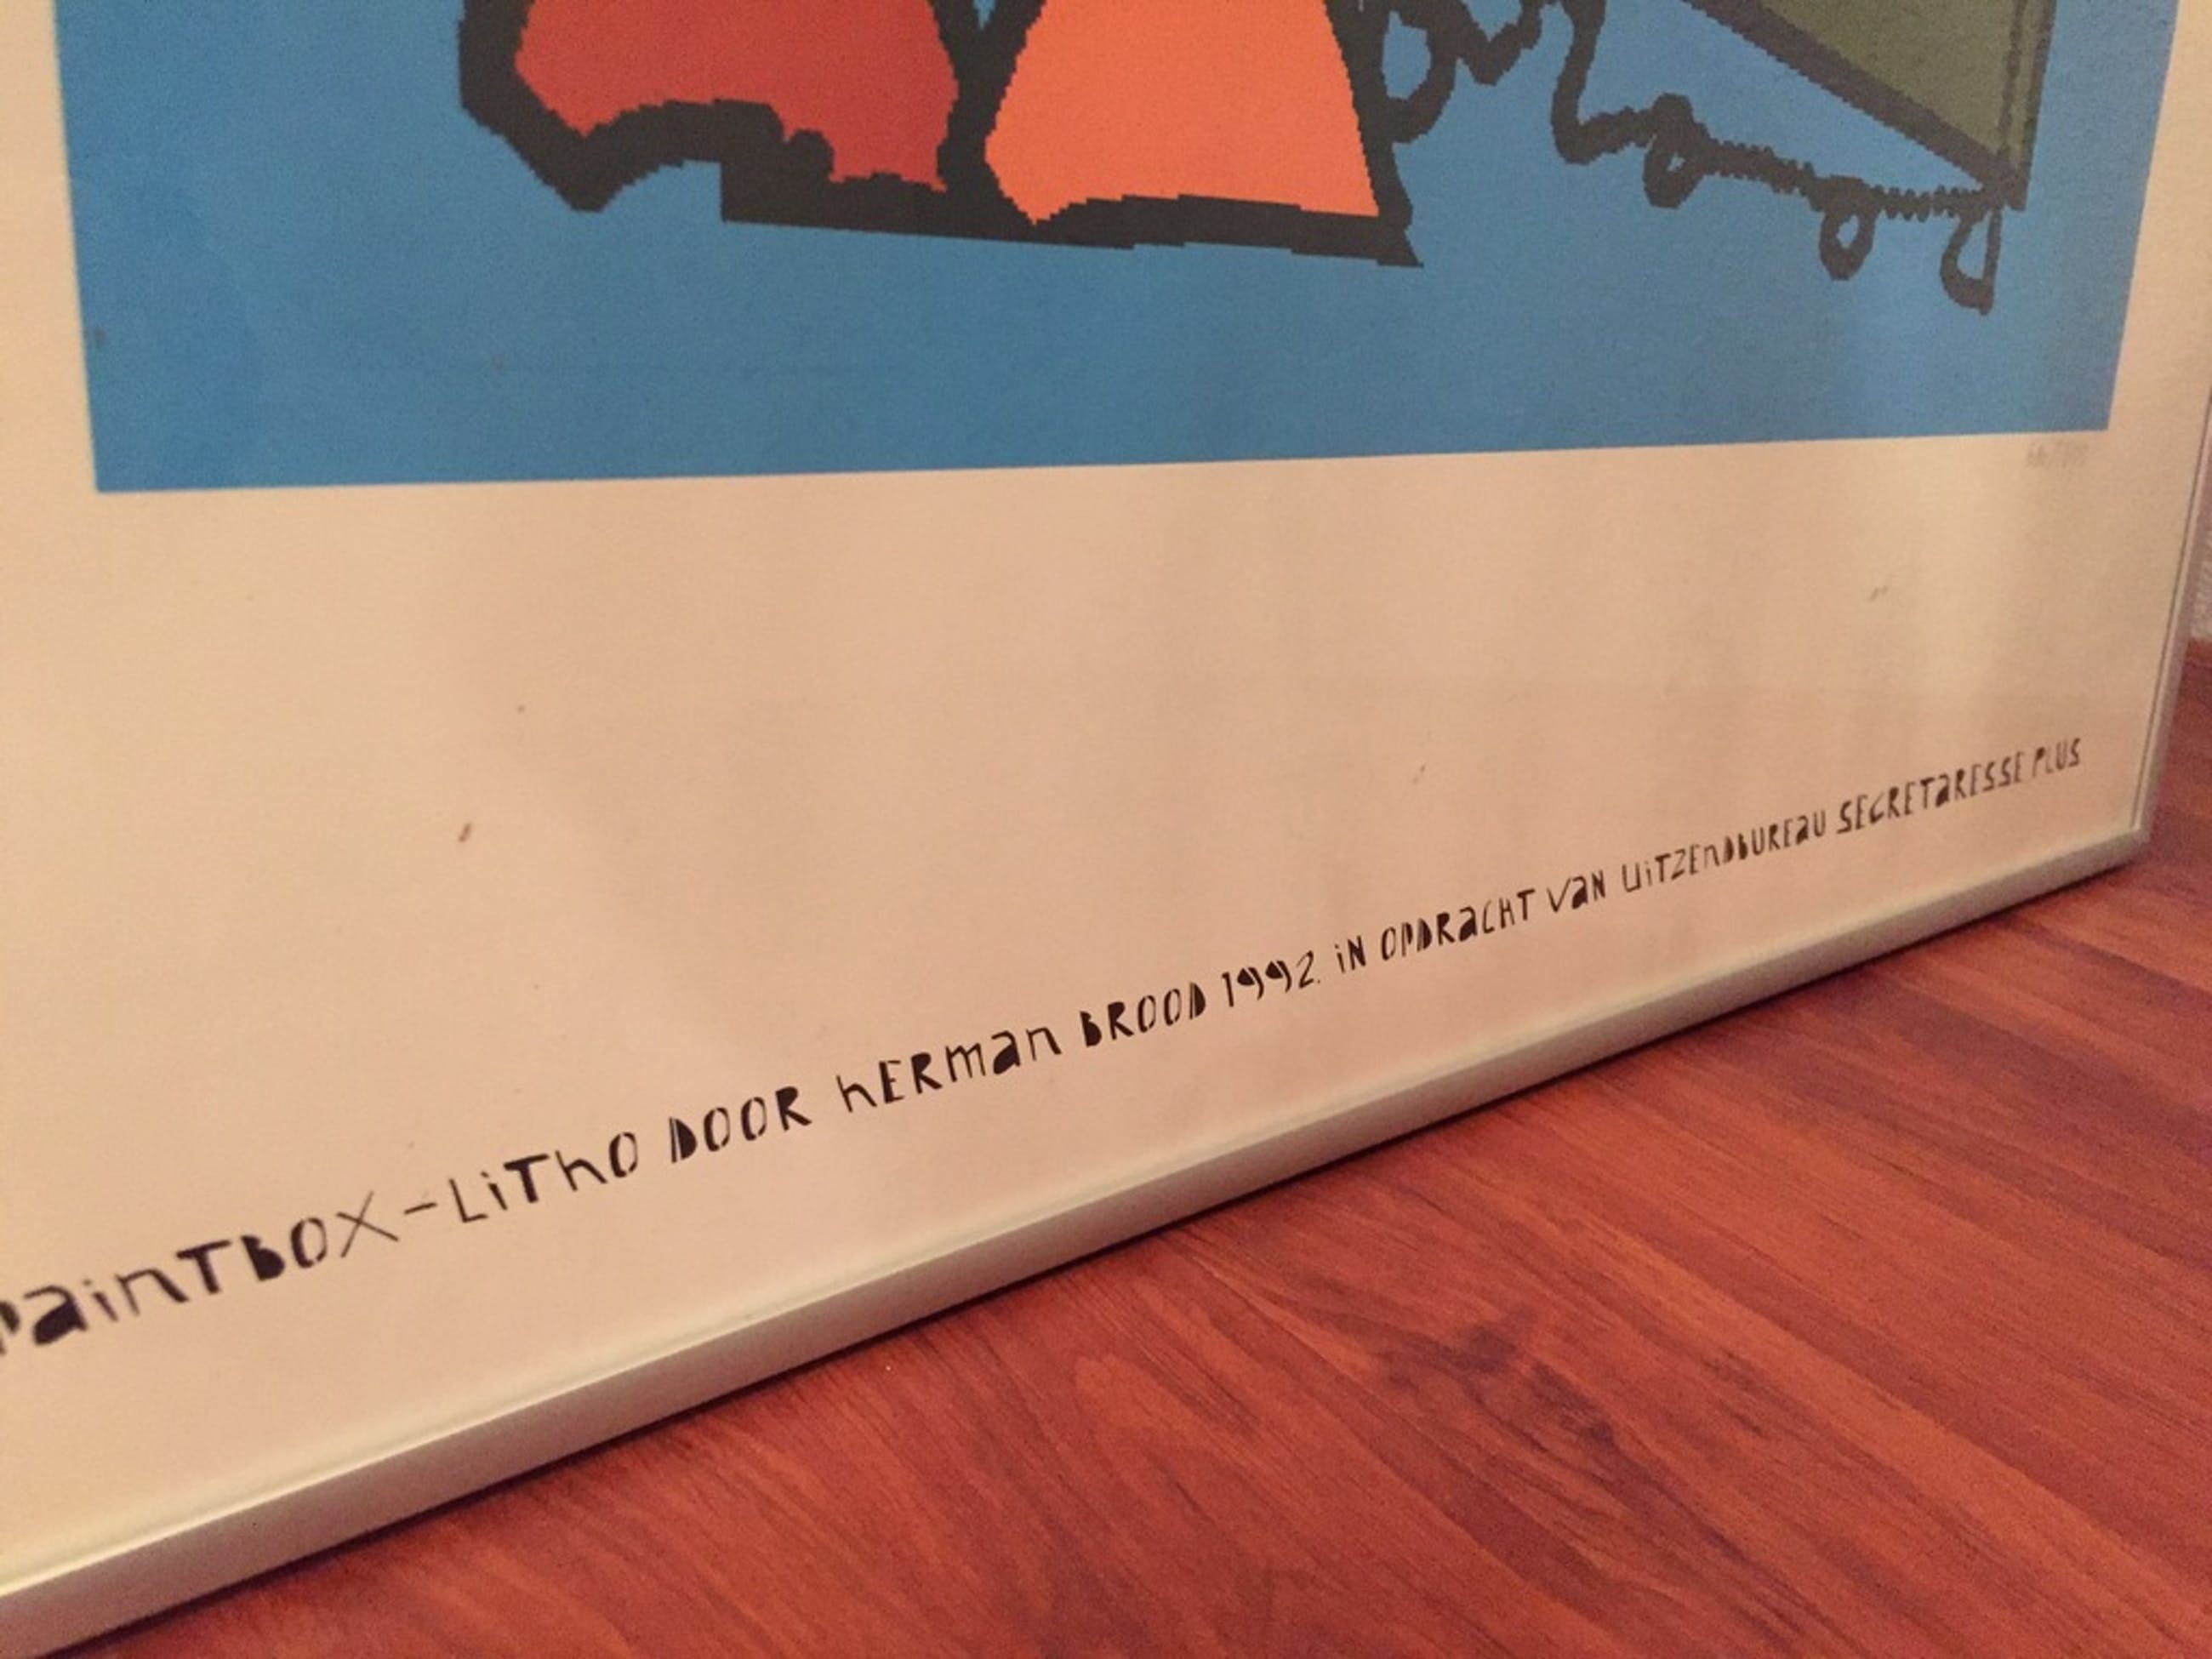 PainTBOX-LiThO DOOR hERman BROOD 1992. iN OPDRaCHT VaN UiTZEnDbUREaU SECRETaRESSE PLUS